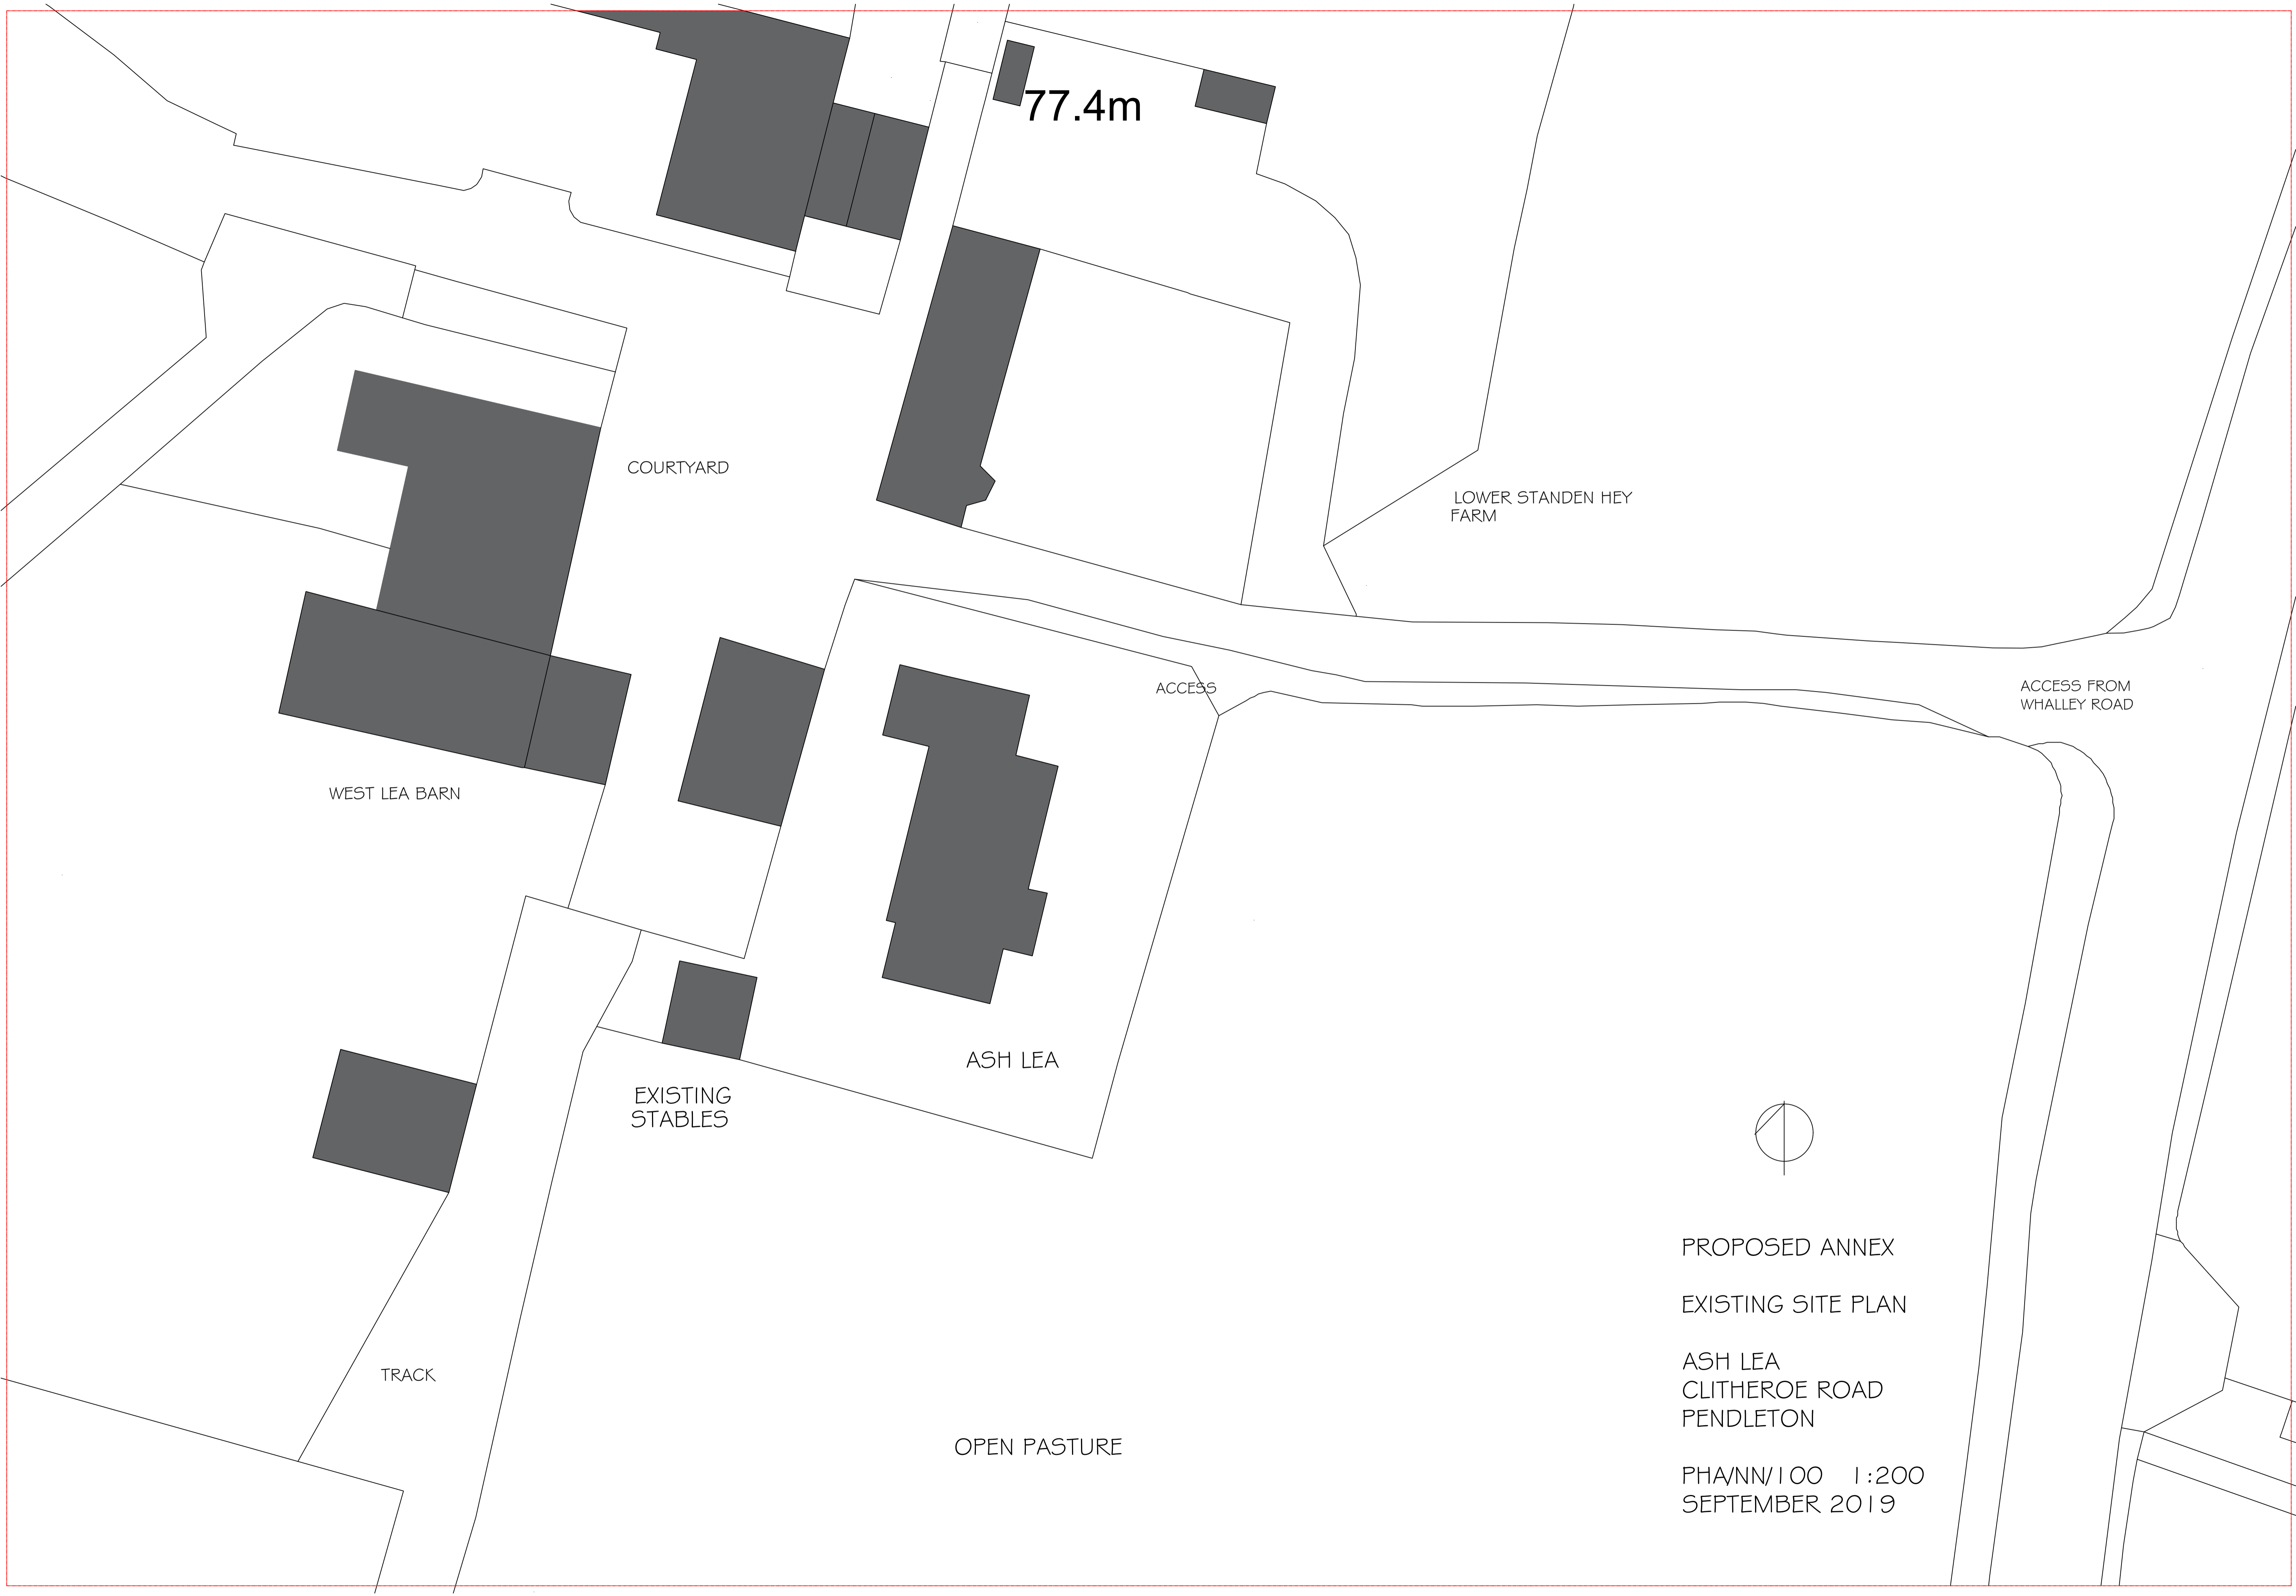 77.4m
COURTYARD
LOWER STANDEN HEY
FARM
ACCESS
ACCESS FROM
WHALLEY ROAD
WEST LEA BARN
ASH LEA
EXISTING
STABLES
TRACK
OPEN PASTURE
PROPOSED ANNEX
EXISTING SITE PLAN
ASH LEA
CLITHEROE ROAD
PENDLETON
PHA/NN/100 1:200
SEPTEMBER 2019